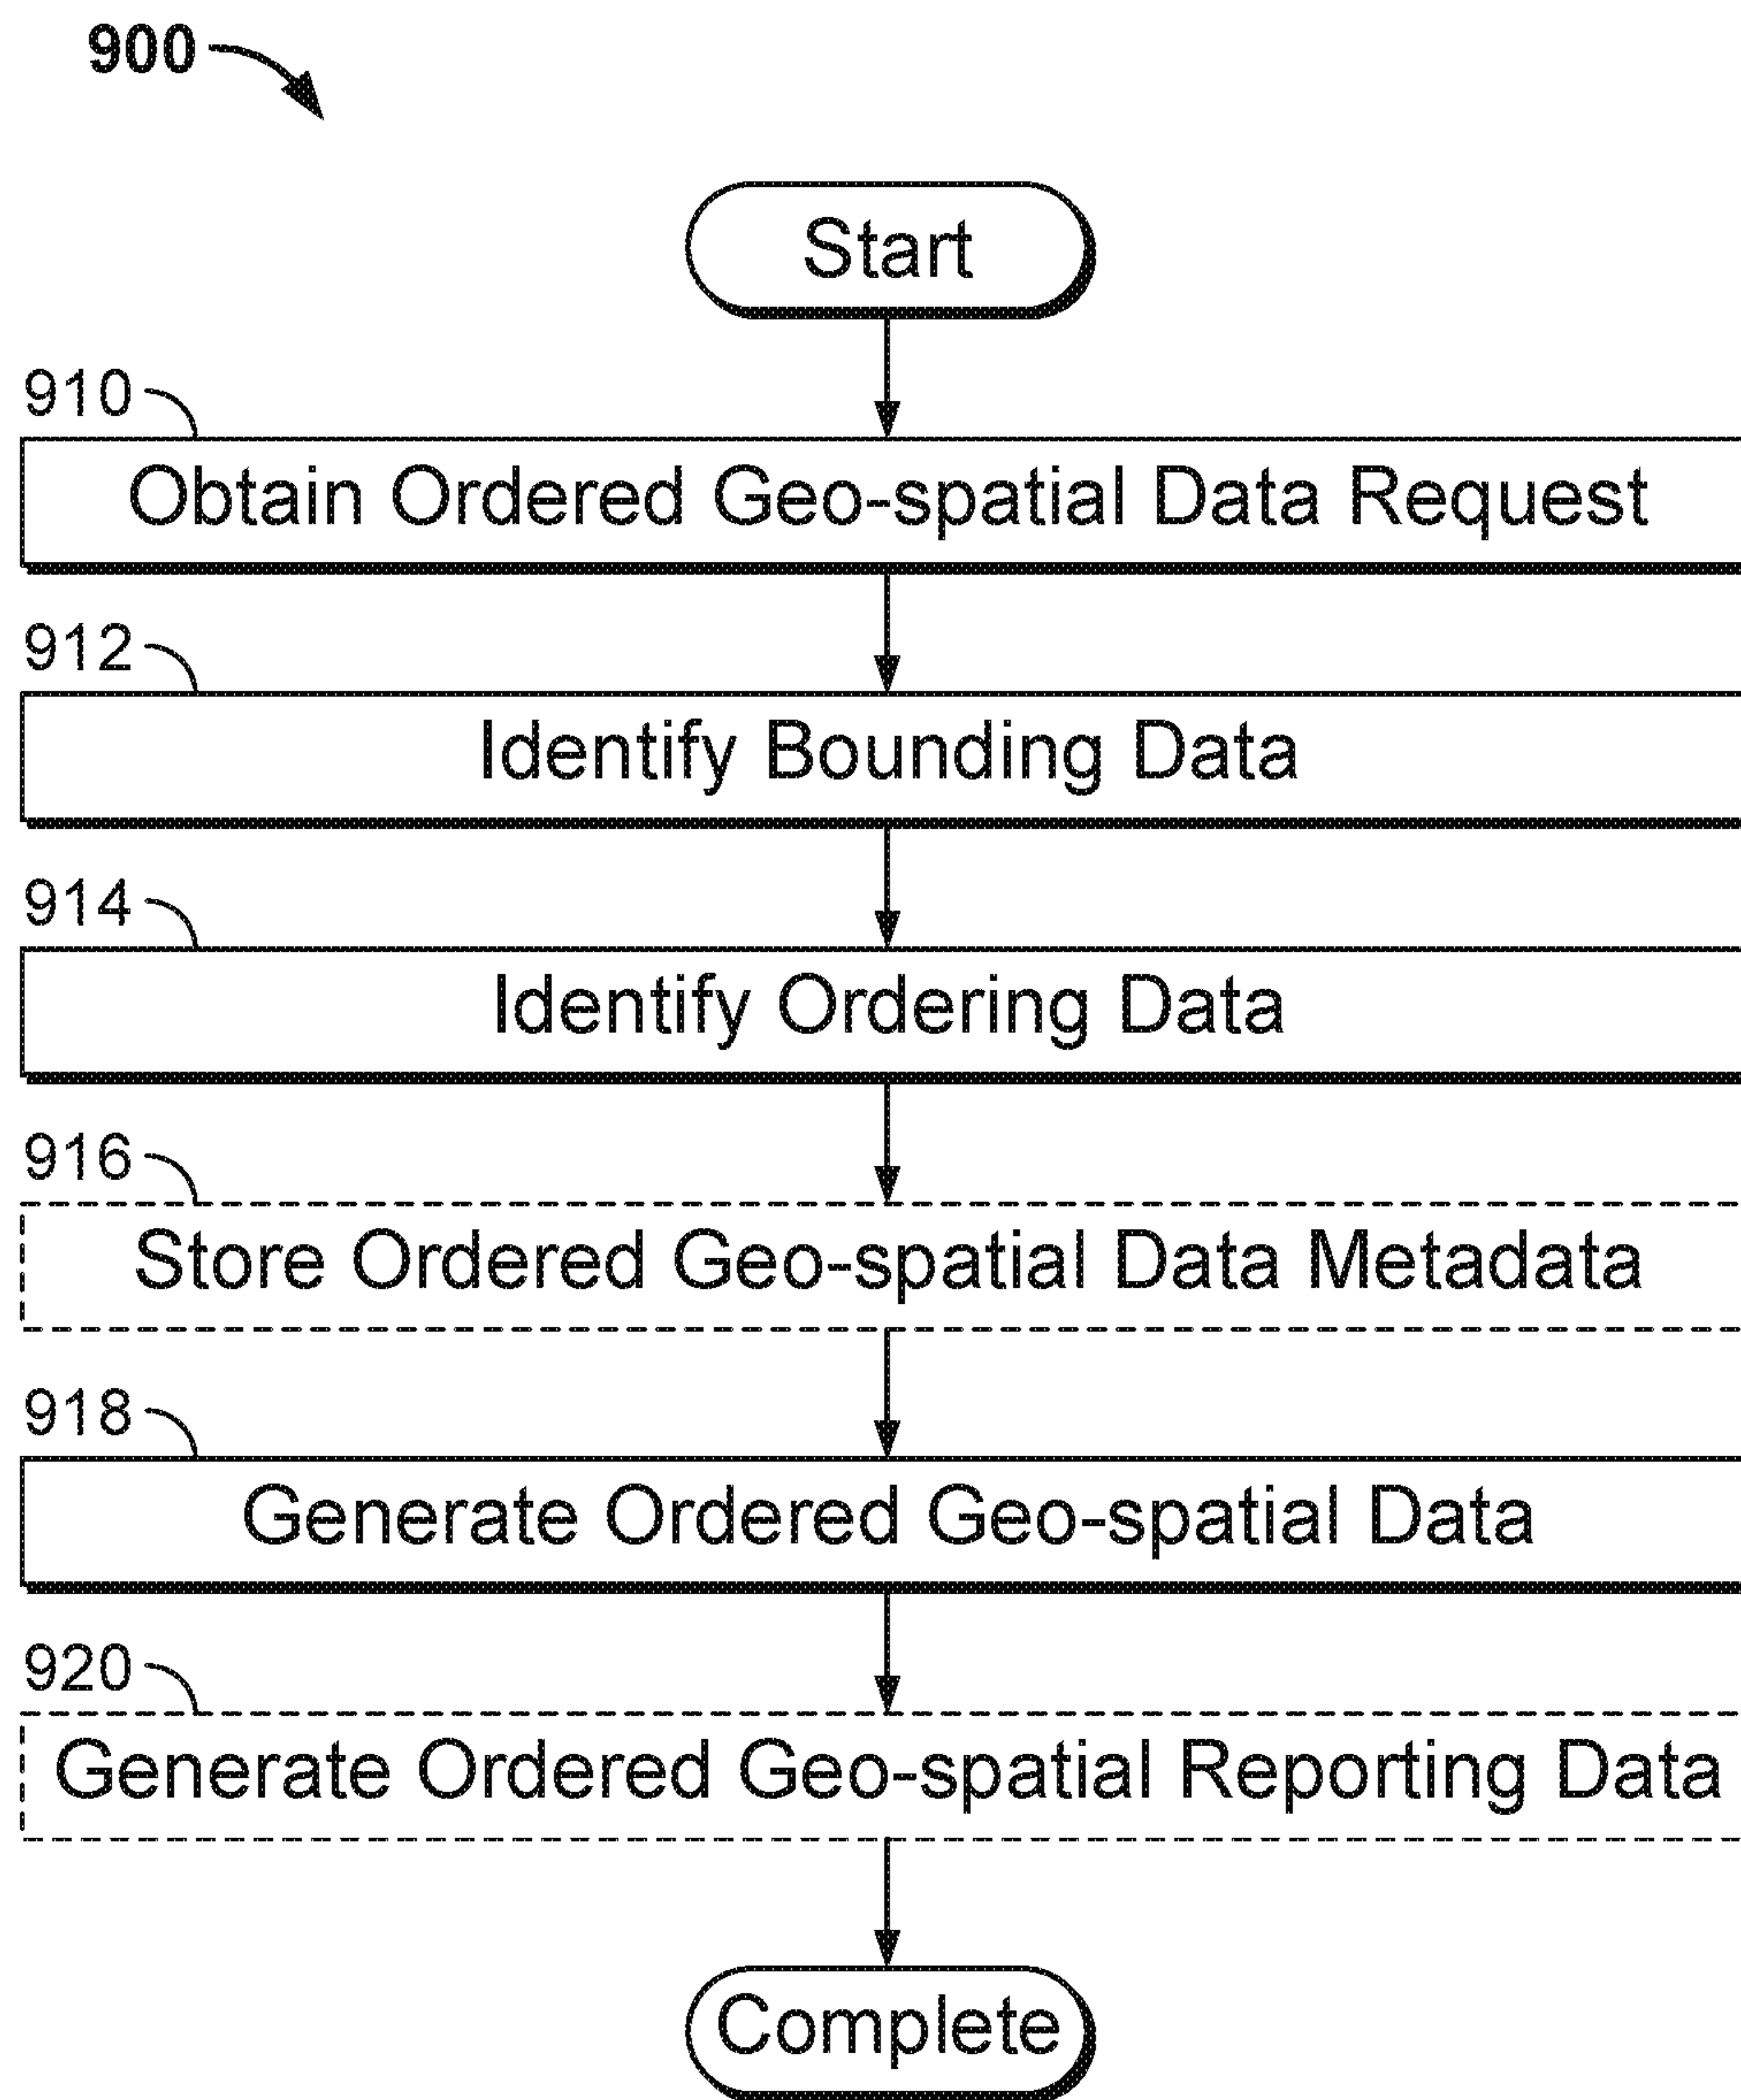 900
Start
910
Obtain Ordered Geo-spatial Data Request
912
Identify Bounding Data
914
Identify Ordering Data
916
Store Ordered Geo-spatial Data Metadata
918
Generate Ordered Geo-spatial Data
920
Generate Ordered Geo-spatial Reporting Data
Complete